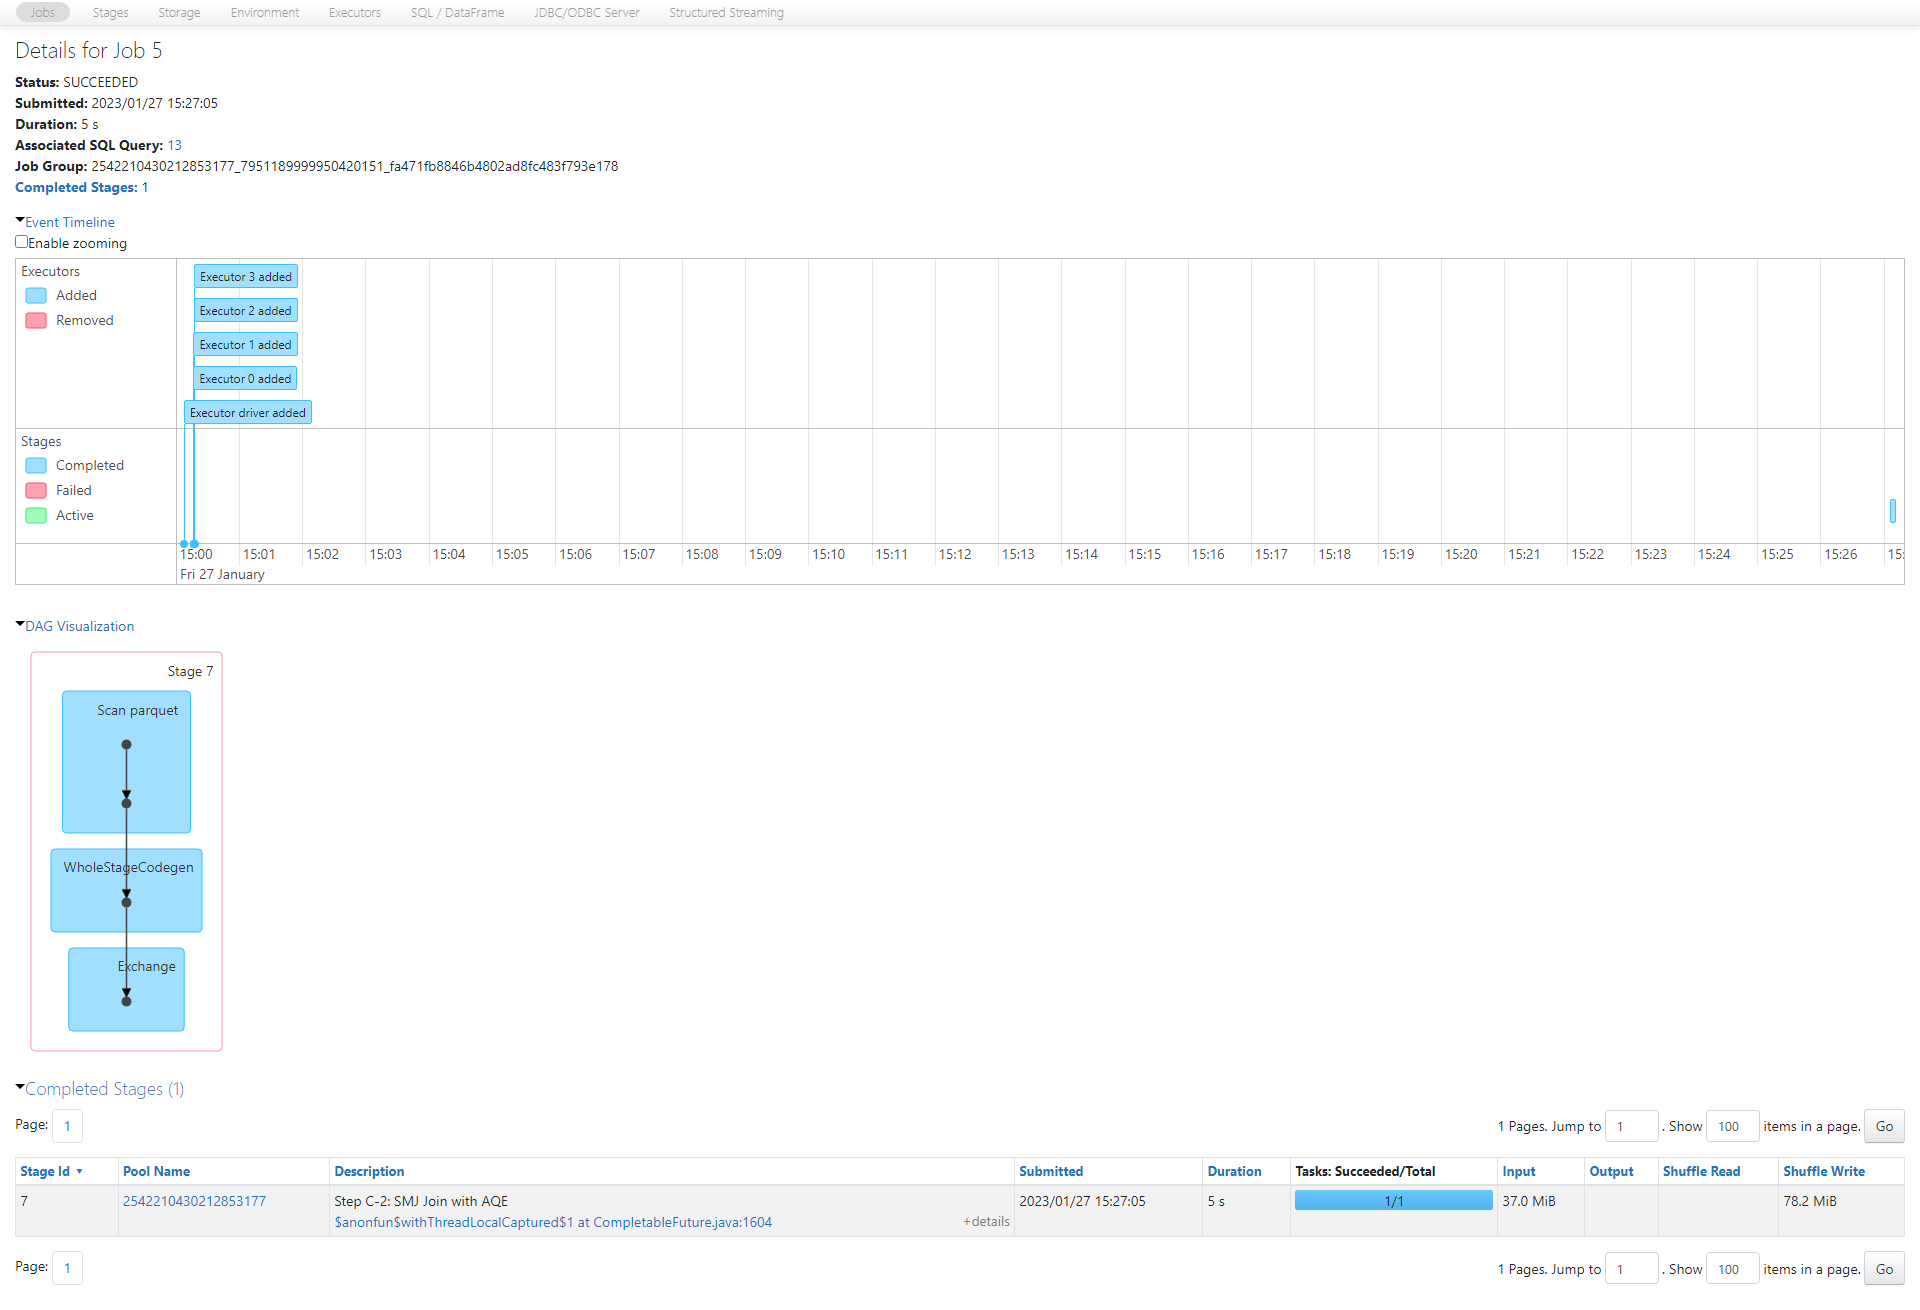 Jobs Stages Storage Environment Executors SQL / DataFrame JDBC/ODBC Server Structured Streaming
Details for Job 5
Status: SUCCEEDED
Submitted: 2023/01/27 15:27:05
Duration: 5 s
Associated SQL Query: 13
Job Group: 2542210430212853177_7951189999950420151_fa471fb8846b4802ad8fc483f793e178
Completed Stages: 1
Event Timeline
Enable zooming
Executors
Added
Removed
Executor 3 added
Executor 2 added
Executor 1 added
Executor 0 added
Executor driver added
Stages
Completed
Failed
Active
15:00 15:01 15:02 15:03 15:04 15:05 15:06 15:07 15:08 15:09 15:10 15:11 15:12 15:13 15:14 15:15 15:16 15:17 15:18 15:19 15:20 15:21 15:22 15:23 15:24 15:25 15:26 15:
Fri 27 January
DAG Visualization
Stage 7
Scan parquet
WholeStageCodegen
Exchange
Completed Stages (1)
Page: 1 1 Pages. Jump to 1 . Show 100 items in a page. Go
Stage Id ▾ Pool Name Description Submitted Duration Tasks: Succeeded/Total Input Output Shuffle Read Shuffle Write
7 2542210430212853177 Step C-2: SMJ Join with AQE 2023/01/27 15:27:05 5 s 1/1 37.0 MiB 78.2 MiB
$anonfun$withThreadLocalCaptured$1 at CompletableFuture.java:1604 +details
Page: 1 1 Pages. Jump to 1 . Show 100 items in a page. Go